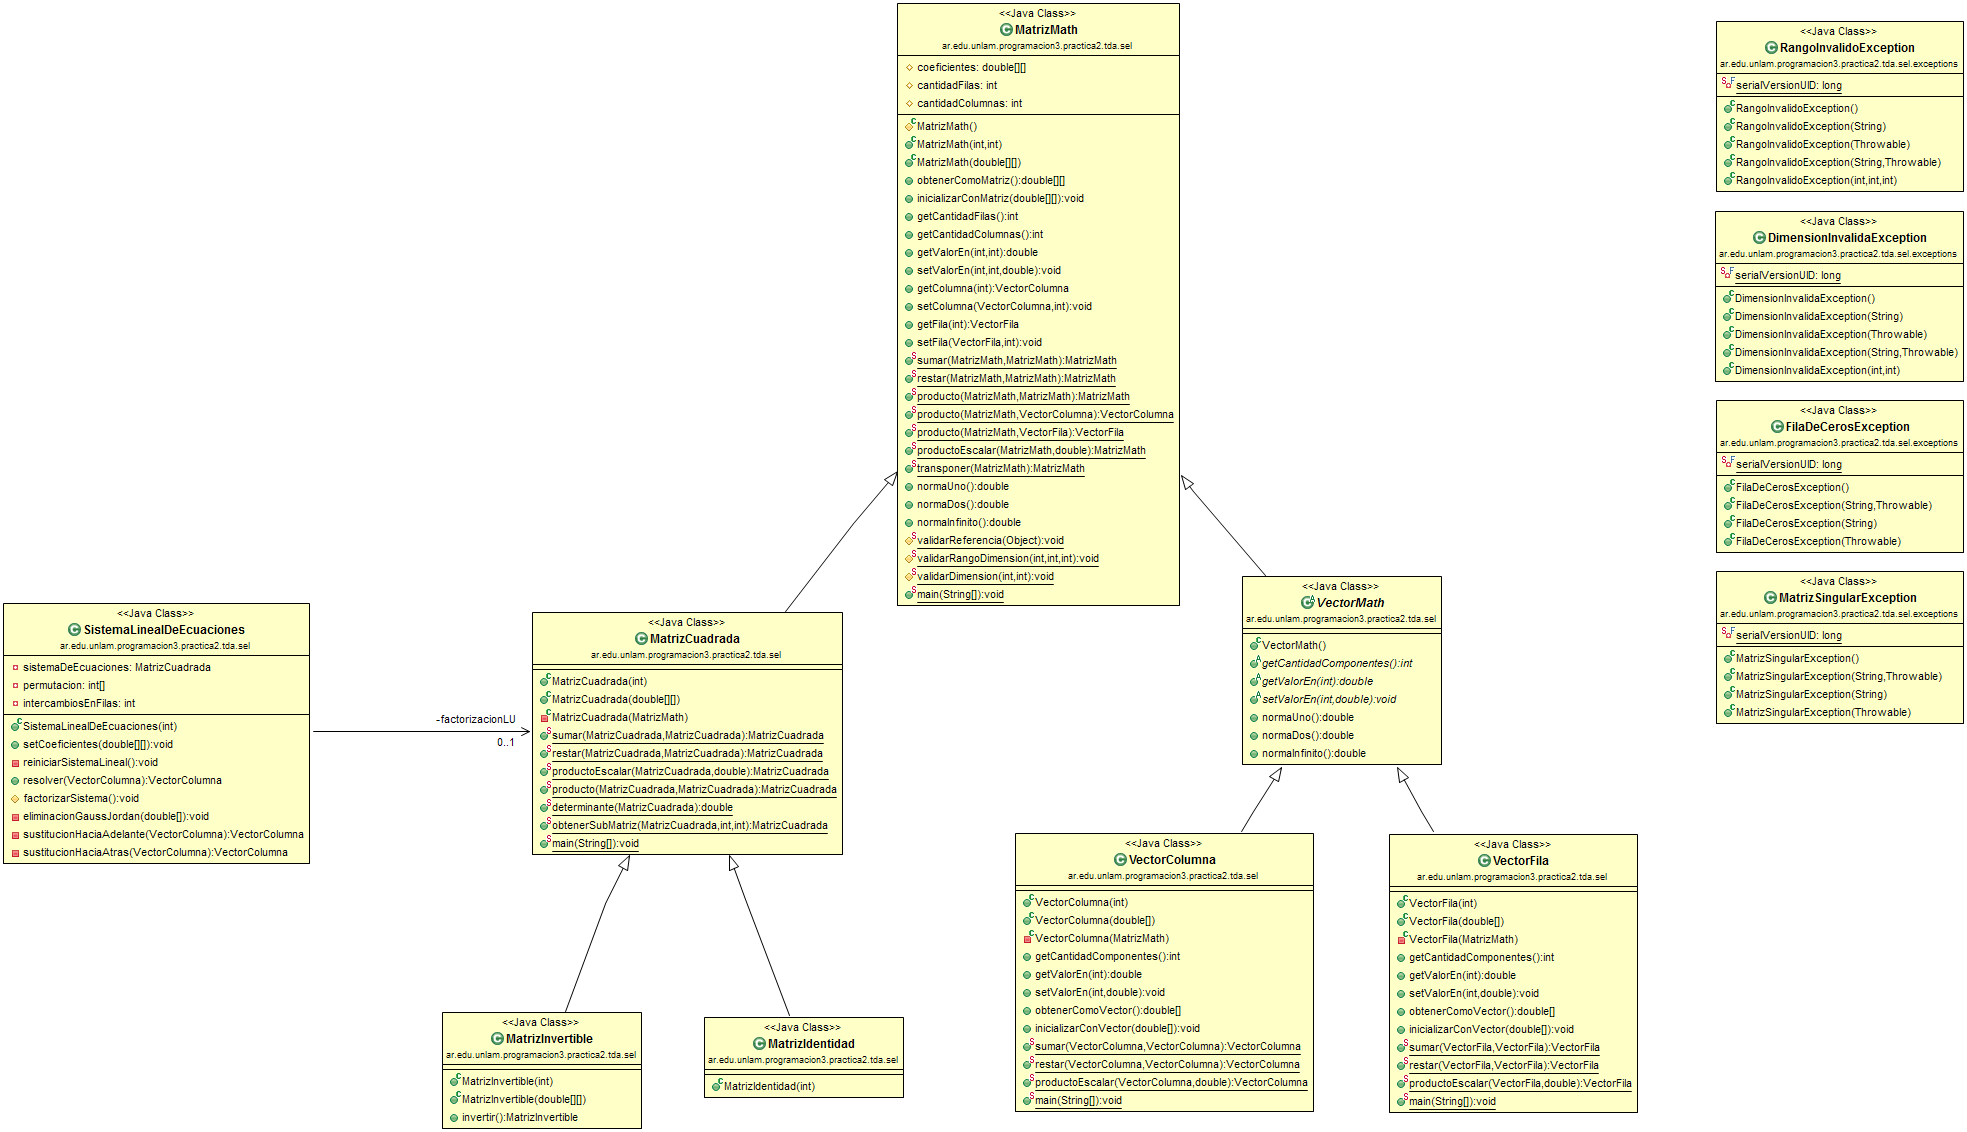 <<Java Class>>
MatrizMath
ar.edu.unlam.programacion3.practica2.tda.sel
coeficientes: double[][]
cantidadFilas: int
cantidadColumnas: int
MatrizMath()
MatrizMath(int,int)
MatrizMath(double[][])
obtenerComoMatriz():double[][]
inicializarConMatriz(double[][]):void
getCantidadFilas():int
getCantidadColumnas():int
getValorEn(int,int):double
setValorEn(int,int,double):void
getColumna(int):VectorColumna
setColumna(VectorColumna,int):void
getFila(int):VectorFila
setFila(VectorFila,int):void
sumar(MatrizMath,MatrizMath):MatrizMath
restar(MatrizMath,MatrizMath):MatrizMath
producto(MatrizMath,MatrizMath):MatrizMath
producto(MatrizMath,VectorColumna):VectorColumna
producto(MatrizMath,VectorFila):VectorFila
productoEscalar(MatrizMath,double):MatrizMath
transponer(MatrizMath):MatrizMath
normaUno():double
normaDos():double
normaInfinito():double
validarReferencia(Object):void
validarRangoDimension(int,int,int):void
validarDimension(int,int):void
main(String[]):void
<<Java Class>>
RangoInvalidoException
ar.edu.unlam.programacion3.practica2.tda.sel.exceptions
serialVersionUID: long
RangoInvalidoException()
RangoInvalidoException(String)
RangoInvalidoException(Throwable)
RangoInvalidoException(String,Throwable)
RangoInvalidoException(int,int,int)
<<Java Class>>
DimensionInvalidaException
ar.edu.unlam.programacion3.practica2.tda.sel.exceptions
serialVersionUID: long
DimensionInvalidaException()
DimensionInvalidaException(String)
DimensionInvalidaException(Throwable)
DimensionInvalidaException(String,Throwable)
DimensionInvalidaException(int,int)
<<Java Class>>
FilaDeCerosException
ar.edu.unlam.programacion3.practica2.tda.sel.exceptions
serialVersionUID: long
FilaDeCerosException()
FilaDeCerosException(String,Throwable)
FilaDeCerosException(String)
FilaDeCerosException(Throwable)
<<Java Class>>
MatrizSingularException
ar.edu.unlam.programacion3.practica2.tda.sel.exceptions
serialVersionUID: long
MatrizSingularException()
MatrizSingularException(String,Throwable)
MatrizSingularException(String)
MatrizSingularException(Throwable)
<<Java Class>>
SistemaLinealDeEcuaciones
ar.edu.unlam.programacion3.practica2.tda.sel
sistemaDeEcuaciones: MatrizCuadrada
permutacion: int[]
intercambiosEnFilas: int
SistemaLinealDeEcuaciones(int)
setCoeficientes(double[][]):void
reiniciarSistemaLineal():void
resolver(VectorColumna):VectorColumna
factorizarSistema():void
eliminacionGaussJordan(double[]):void
sustitucionHaciaAdelante(VectorColumna):VectorColumna
sustitucionHaciaAtras(VectorColumna):VectorColumna
-factorizacionLU
0..1
<<Java Class>>
MatrizCuadrada
ar.edu.unlam.programacion3.practica2.tda.sel
MatrizCuadrada(int)
MatrizCuadrada(double[][])
MatrizCuadrada(MatrizMath)
sumar(MatrizCuadrada,MatrizCuadrada):MatrizCuadrada
restar(MatrizCuadrada,MatrizCuadrada):MatrizCuadrada
productoEscalar(MatrizCuadrada,double):MatrizCuadrada
producto(MatrizCuadrada,MatrizCuadrada):MatrizCuadrada
determinante(MatrizCuadrada):double
obtenerSubMatriz(MatrizCuadrada,int,int):MatrizCuadrada
main(String[]):void
<<Java Class>>
VectorMath
ar.edu.unlam.programacion3.practica2.tda.sel
VectorMath()
getCantidadComponentes():int
getValorEn(int):double
setValorEn(int,double):void
normaUno():double
normaDos():double
normaInfinito():double
<<Java Class>>
VectorColumna
ar.edu.unlam.programacion3.practica2.tda.sel
VectorColumna(int)
VectorColumna(double[])
VectorColumna(MatrizMath)
getCantidadComponentes():int
getValorEn(int):double
setValorEn(int,double):void
obtenerComoVector():double[]
inicializarConVector(double[]):void
sumar(VectorColumna,VectorColumna):VectorColumna
restar(VectorColumna,VectorColumna):VectorColumna
productoEscalar(VectorColumna,double):VectorColumna
main(String[]):void
<<Java Class>>
VectorFila
ar.edu.unlam.programacion3.practica2.tda.sel
VectorFila(int)
VectorFila(double[])
VectorFila(MatrizMath)
getCantidadComponentes():int
getValorEn(int):double
setValorEn(int,double):void
obtenerComoVector():double[]
inicializarConVector(double[]):void
sumar(VectorFila,VectorFila):VectorFila
restar(VectorFila,VectorFila):VectorFila
productoEscalar(VectorFila,double):VectorFila
main(String[]):void
<<Java Class>>
MatrizInvertible
ar.edu.unlam.programacion3.practica2.tda.sel
MatrizInvertible(int)
MatrizInvertible(double[][])
invertir():MatrizInvertible
<<Java Class>>
MatrizIdentidad
ar.edu.unlam.programacion3.practica2.tda.sel
MatrizIdentidad(int)